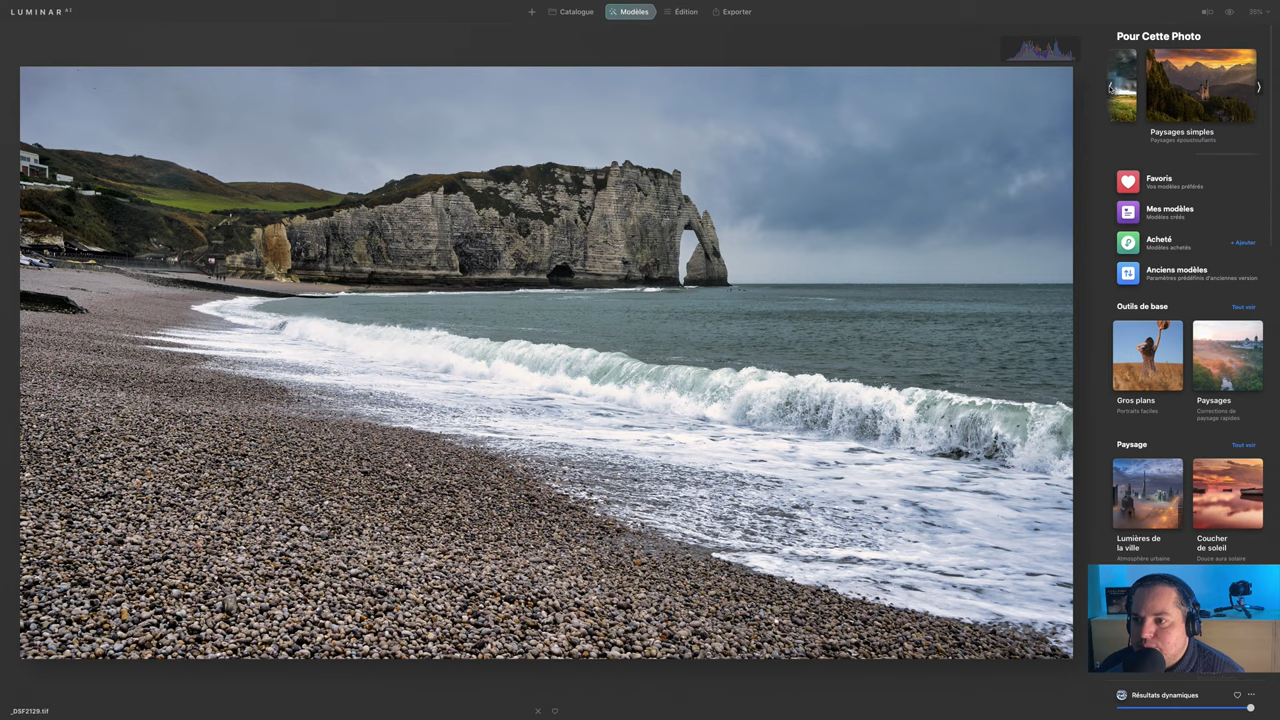 LUMINAR AI
Catalogue
Modèles
Édition
Exporter
36%
Pour Cette Photo
Paysages simples
Paysages époustouflants
Favoris
Vos modèles préférés
Mes modèles
Modèles créés
Acheté
Modèles achetés
+ Ajouter
Anciens modèles
Paramètres prédéfinis d'anciennes version
Outils de base
Tout voir
Gros plans
Portraits faciles
Paysages
Corrections de
paysage rapides
Paysage
Tout voir
Lumières de
la ville
Atmosphère urbaine
Coucher
de soleil
Douce aura solaire
Résultats dynamiques
_DSF2129.tif